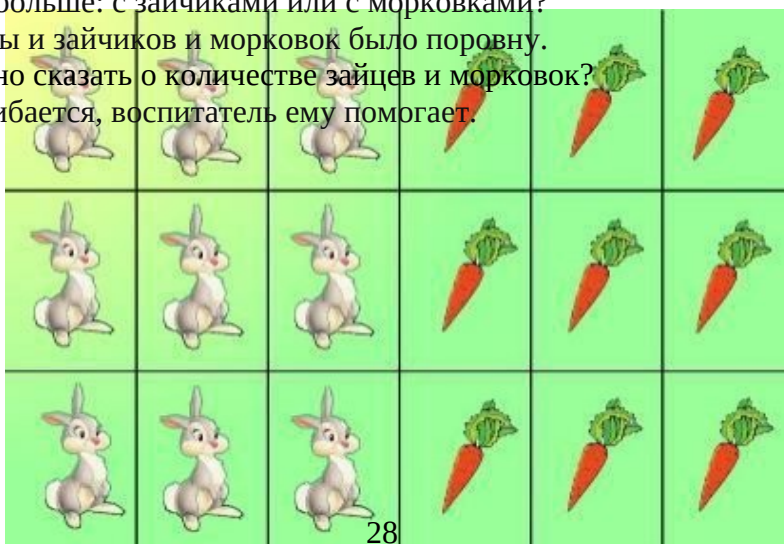 больше: с зайчиками или с морковками?
ы и зайчиков и морковок было поровну.
но сказать о количестве зайцев и морковок?
ибается, воспитатель ему помогает.
28